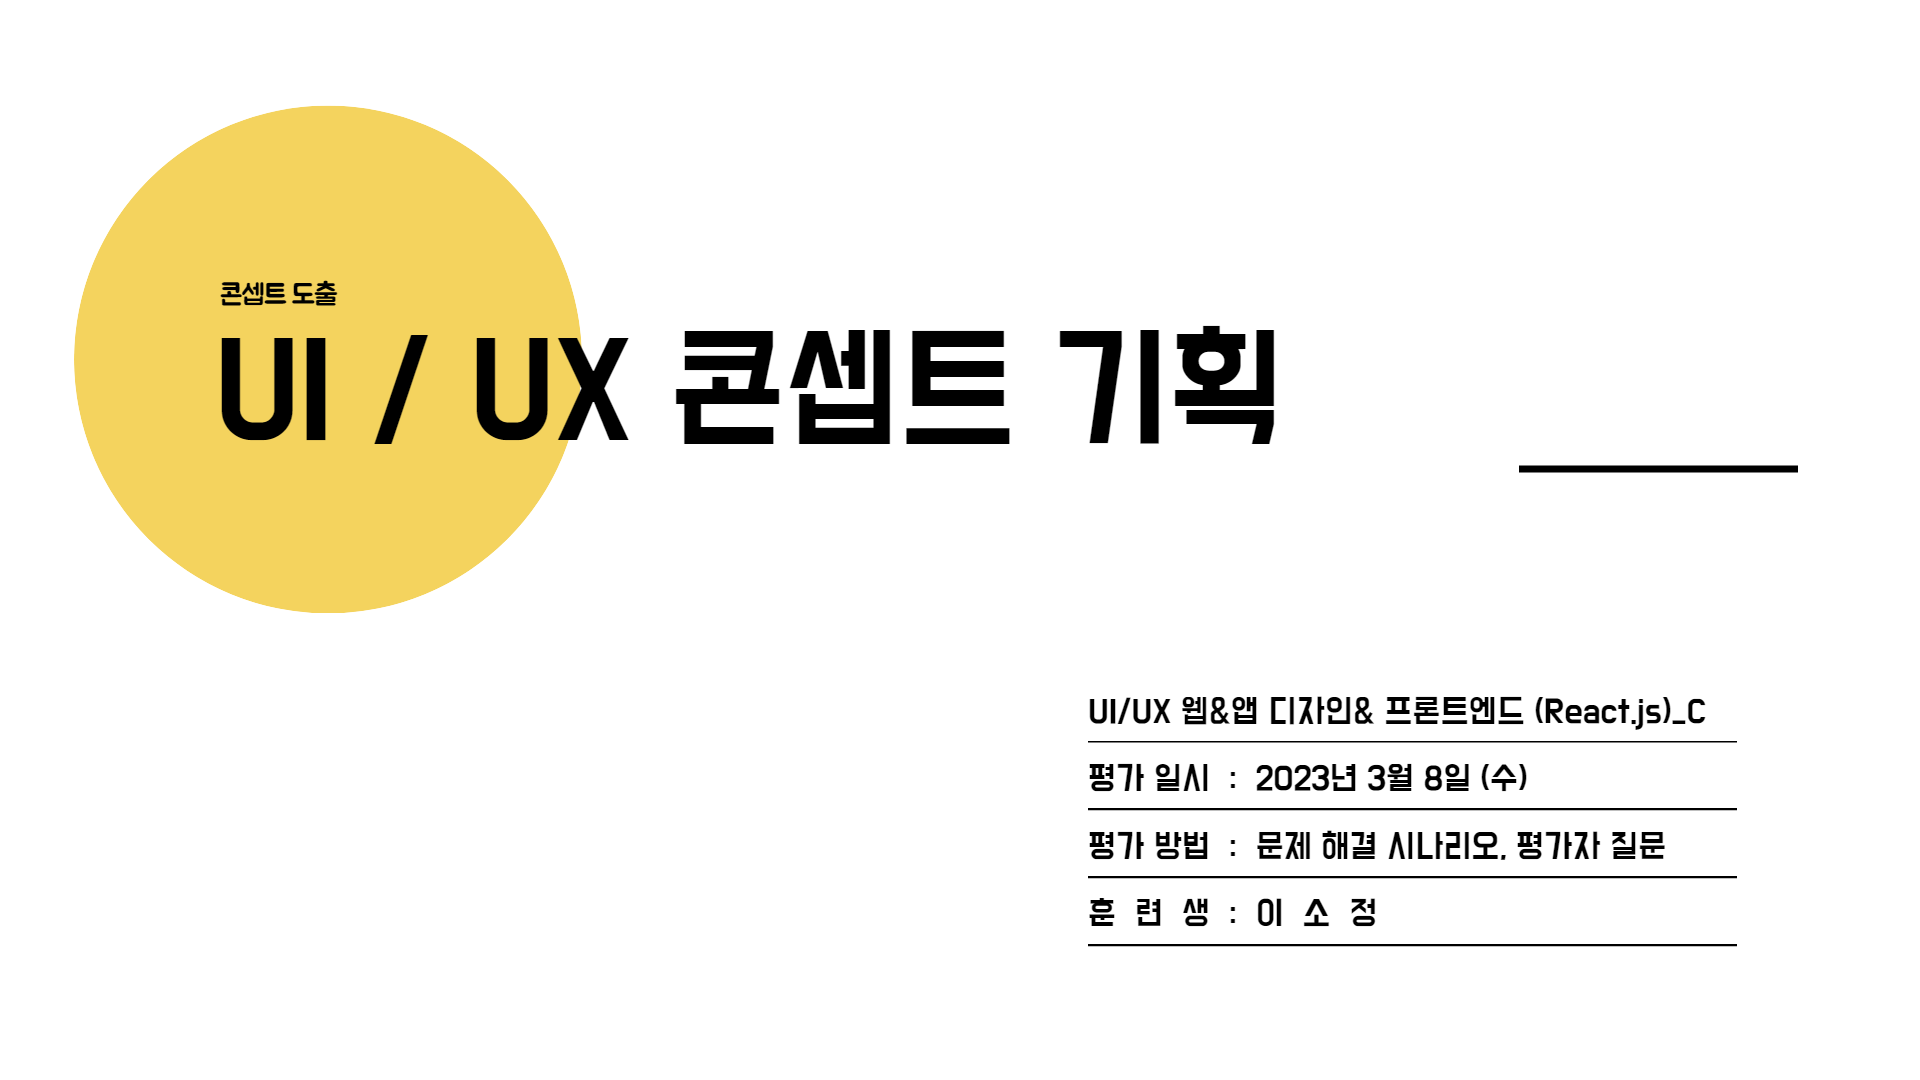 콘셉트 도출
UI / UX 콘셉트 기획
UI/UX 웹&앱 디자인& 프론트엔드 (React.js)_C
평가 일시 : 2023년 3월 8일 (수)
평가 방법 : 문제 해결 시나리오, 평가자 질문
훈 련 생 : 이 소 정